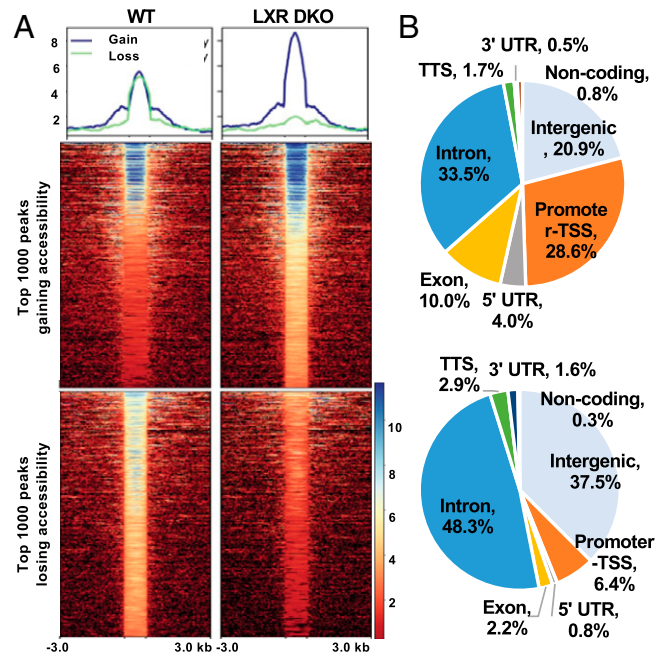 A
WT
LXR DKO
8
6
4
2
Gain
Loss
y
y
Top 1000 peaks
gaining accessibility
Top 1000 peaks
losing accessibility
10
8
6
4
2
-3.0
3.0 kb
-3.0
3.0 kb
B
3' UTR, 0.5%
TTS, 1.7%
Non-coding,
0.8%
Intergenic
, 20.9%
Intron,
33.5%
Promote
r-TSS,
28.6%
Exon,
10.0%
5' UTR,
4.0%
TTS,
2.9%
3' UTR, 1.6%
Non-coding,
0.3%
Intergenic,
37.5%
Intron,
48.3%
Promoter
-TSS,
6.4%
Exon,
2.2%
5' UTR,
0.8%